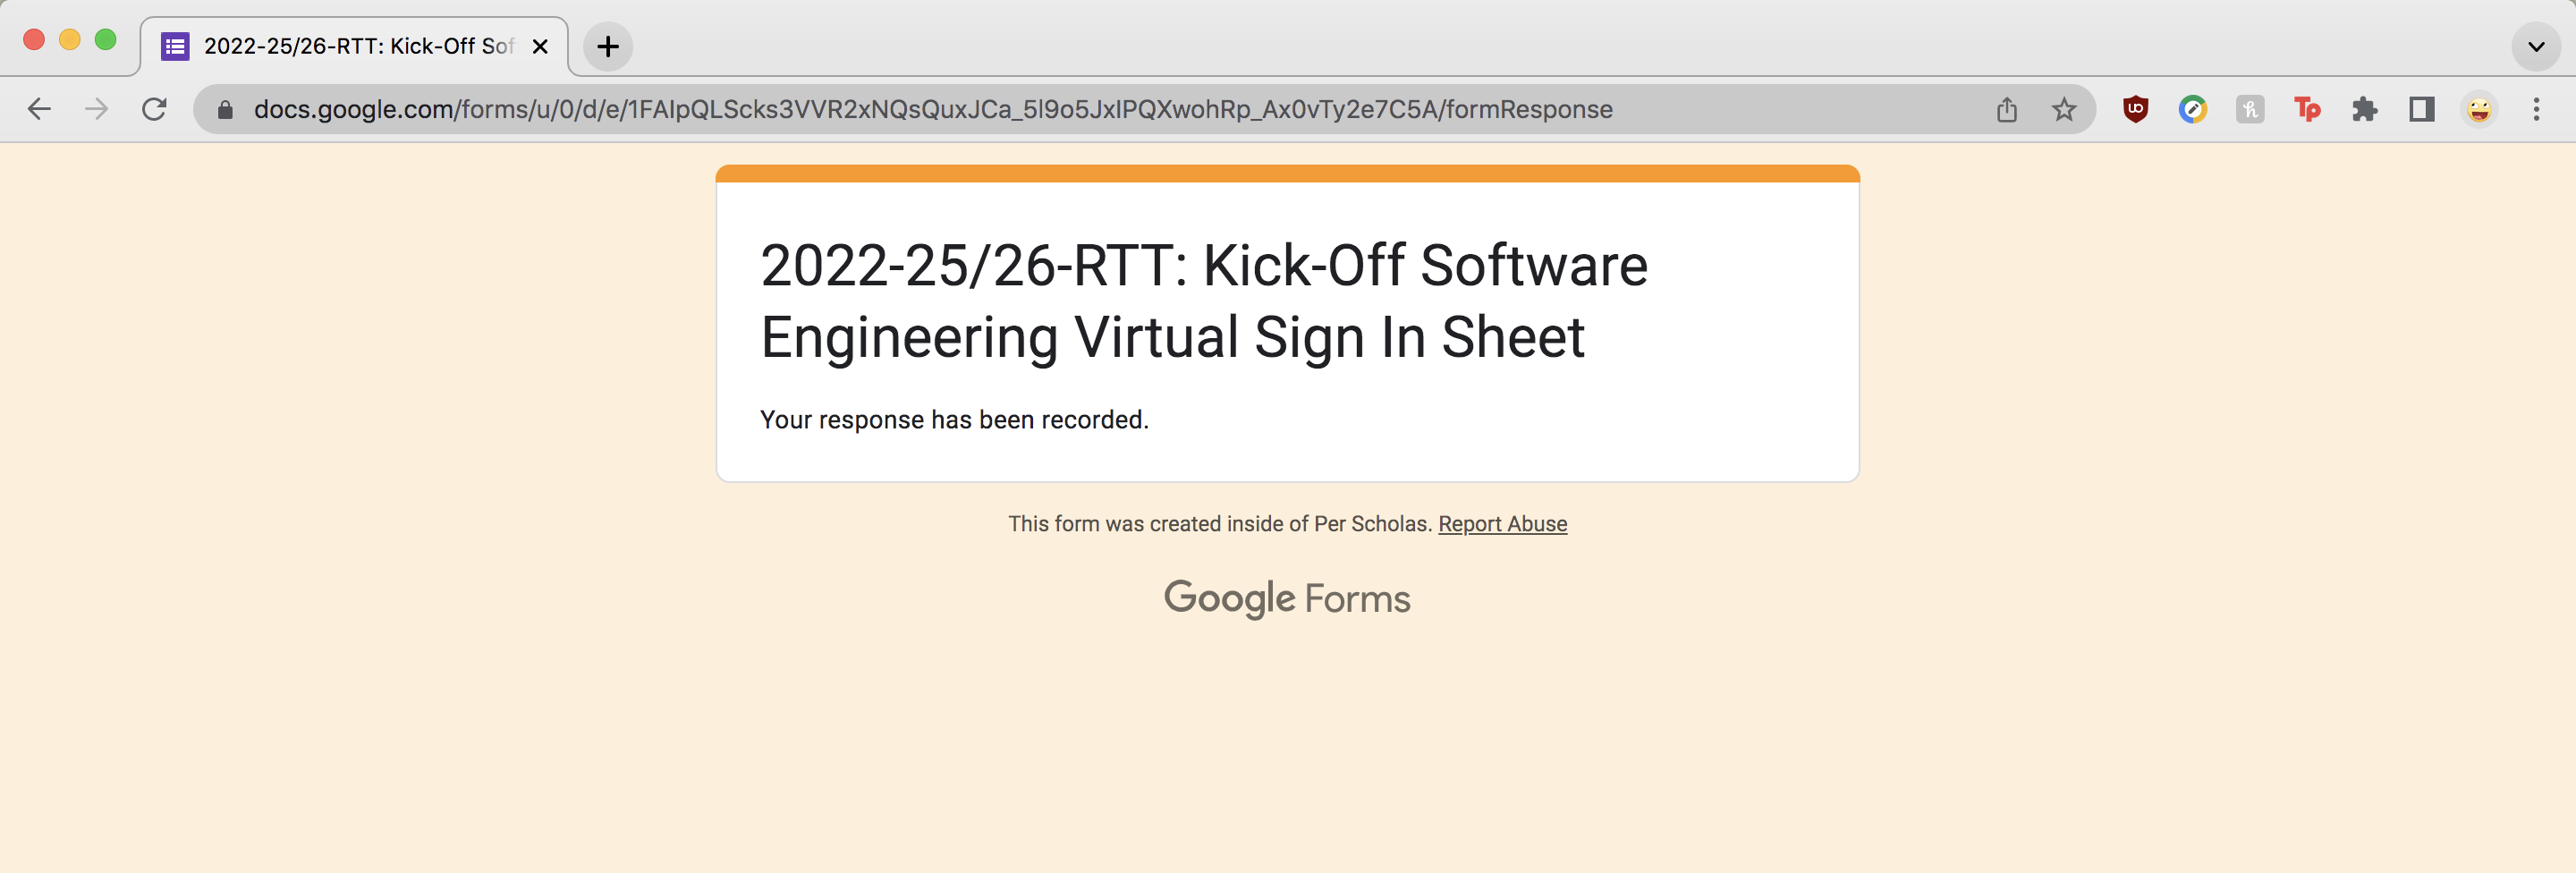 2022-25/26-RTT: Kick-Off Sof
docs.google.com/forms/u/0/d/e/1FAIpQLScks3VVR2xNQsQuxJCa_5l9o5JxIPQXwohRp_Ax0vTy2e7C5A/formResponse
2022-25/26-RTT: Kick-Off Software
Engineering Virtual Sign In Sheet
Your response has been recorded.
This form was created inside of Per Scholas. Report Abuse
Google Forms